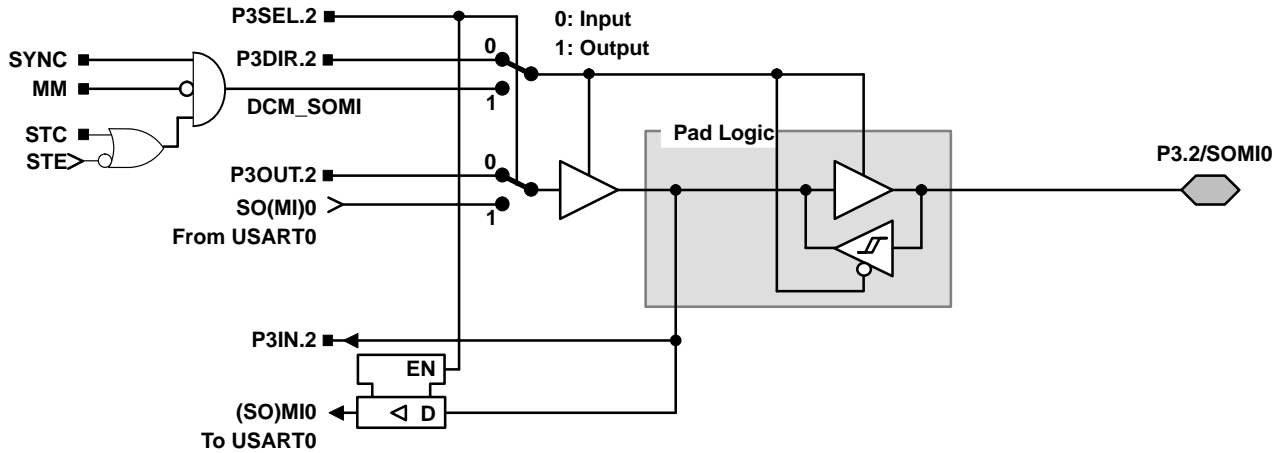 P3SEL.2
0: Input
1: Output
SYNC
P3DIR.2
0
MM
1
DCM_SOMI
STC
STE
Pad Logic
P3.2/SOMI0
P3OUT.2
0
SO(MI)0
1
From USART0
P3IN.2
EN
(SO)MI0
D
To USART0